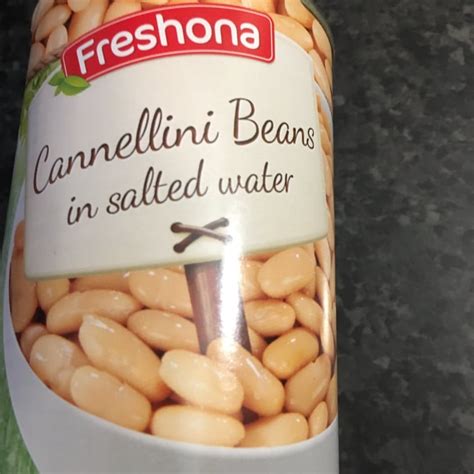 Freshona
Cannellini Beans
in salted water